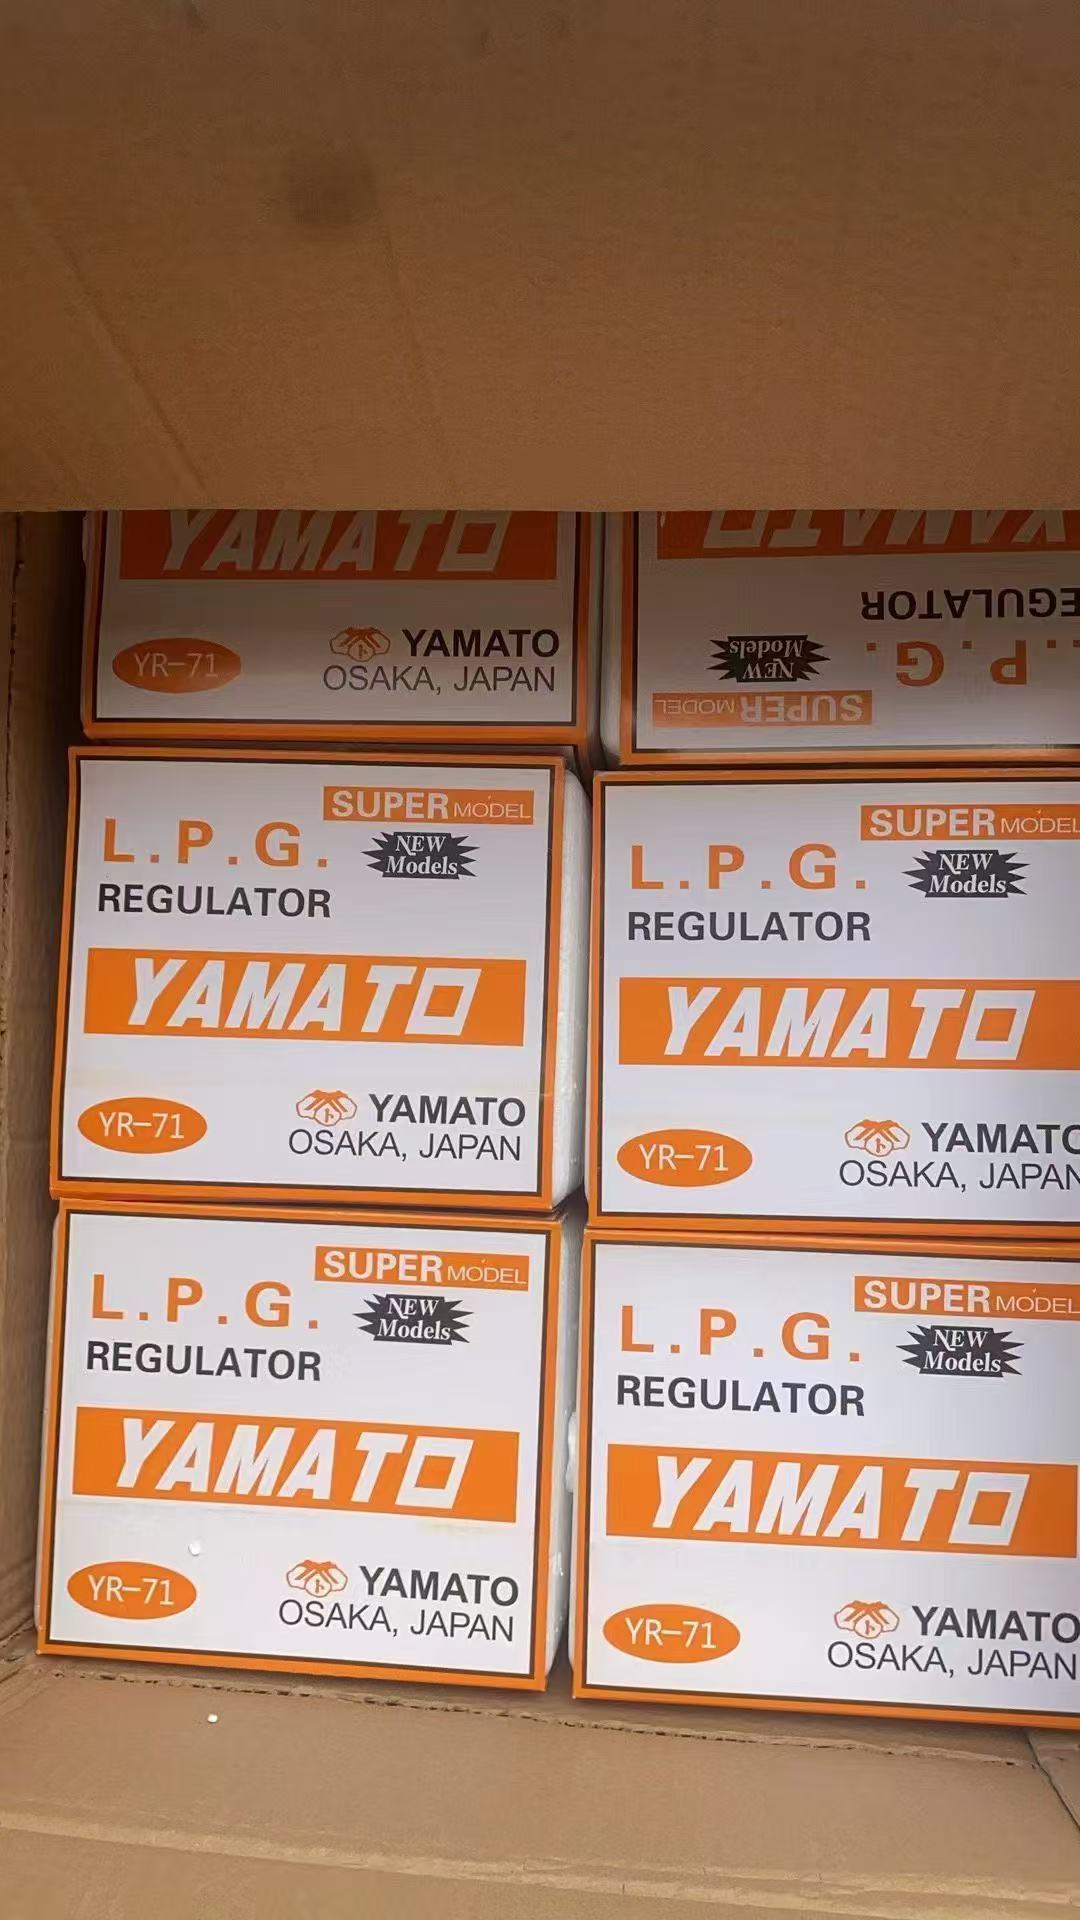 YAMATO
YR-71
YAMATO
OSAKA, JAPAN
YAMATO
REGULATOR
L.P.G.
NEW
Models
SUPER MODEL
SUPER MODEL
L.P.G.
NEW
Models
REGULATOR
YAMATO
YR-71
YAMATO
OSAKA, JAPAN
SUPER MODEL
L.P.G.
NEW
Models
REGULATOR
YAMATO
YR-71
YAMATO
OSAKA, JAPAN
SUPER MODEL
L.P.G.
NEW
Models
REGULATOR
YAMATO
YR-71
YAMATO
OSAKA, JAPAN
SUPER MODEL
L.P.G.
NEW
Models
REGULATOR
YAMATO
YR-71
YAMATO
OSAKA, JAPAN